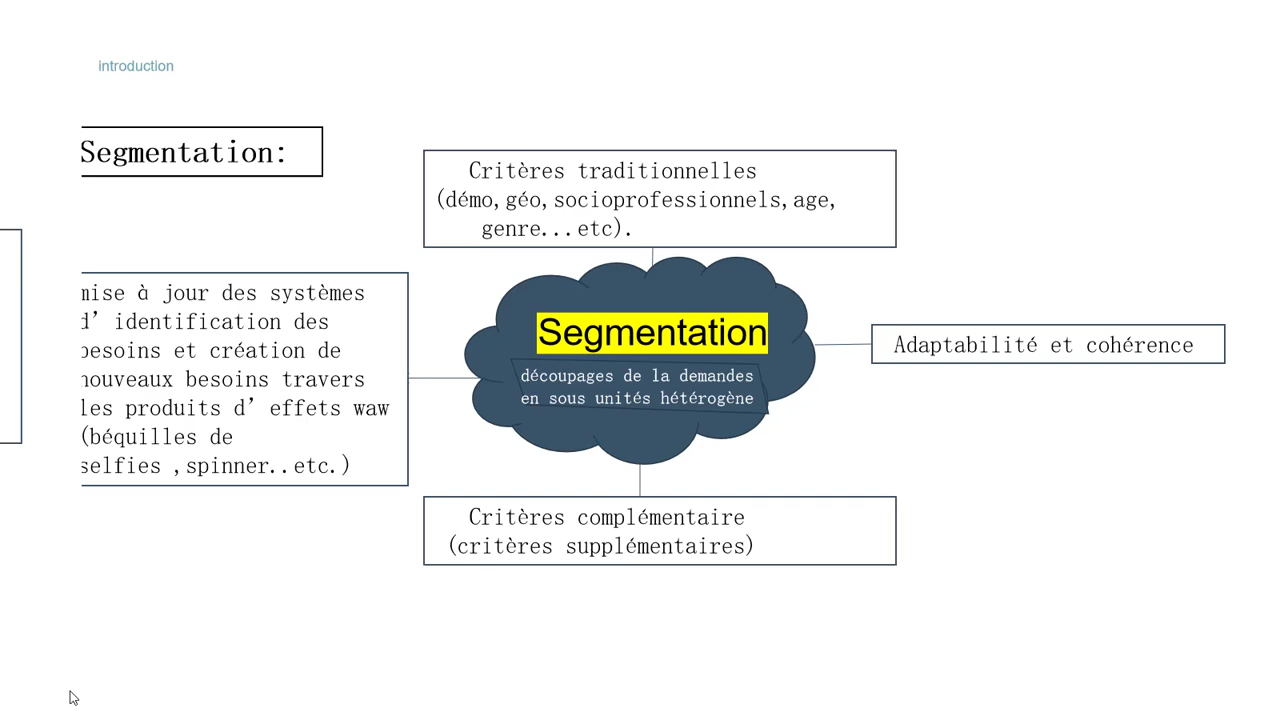 introduction
Segmentation:
Critères traditionnelles
(démo,géo,socioprofessionnels,age,
genre...etc).
mise à jour des systèmes
d’identification des
besoins et création de
nouveaux besoins travers
les produits d’effets waw
(béquilles de
selfies ,spinner..etc.)
Segmentation
découpages de la demandes
en sous unités hétérogène
Adaptabilité et cohérence
Critères complémentaire
(critères supplémentaires)